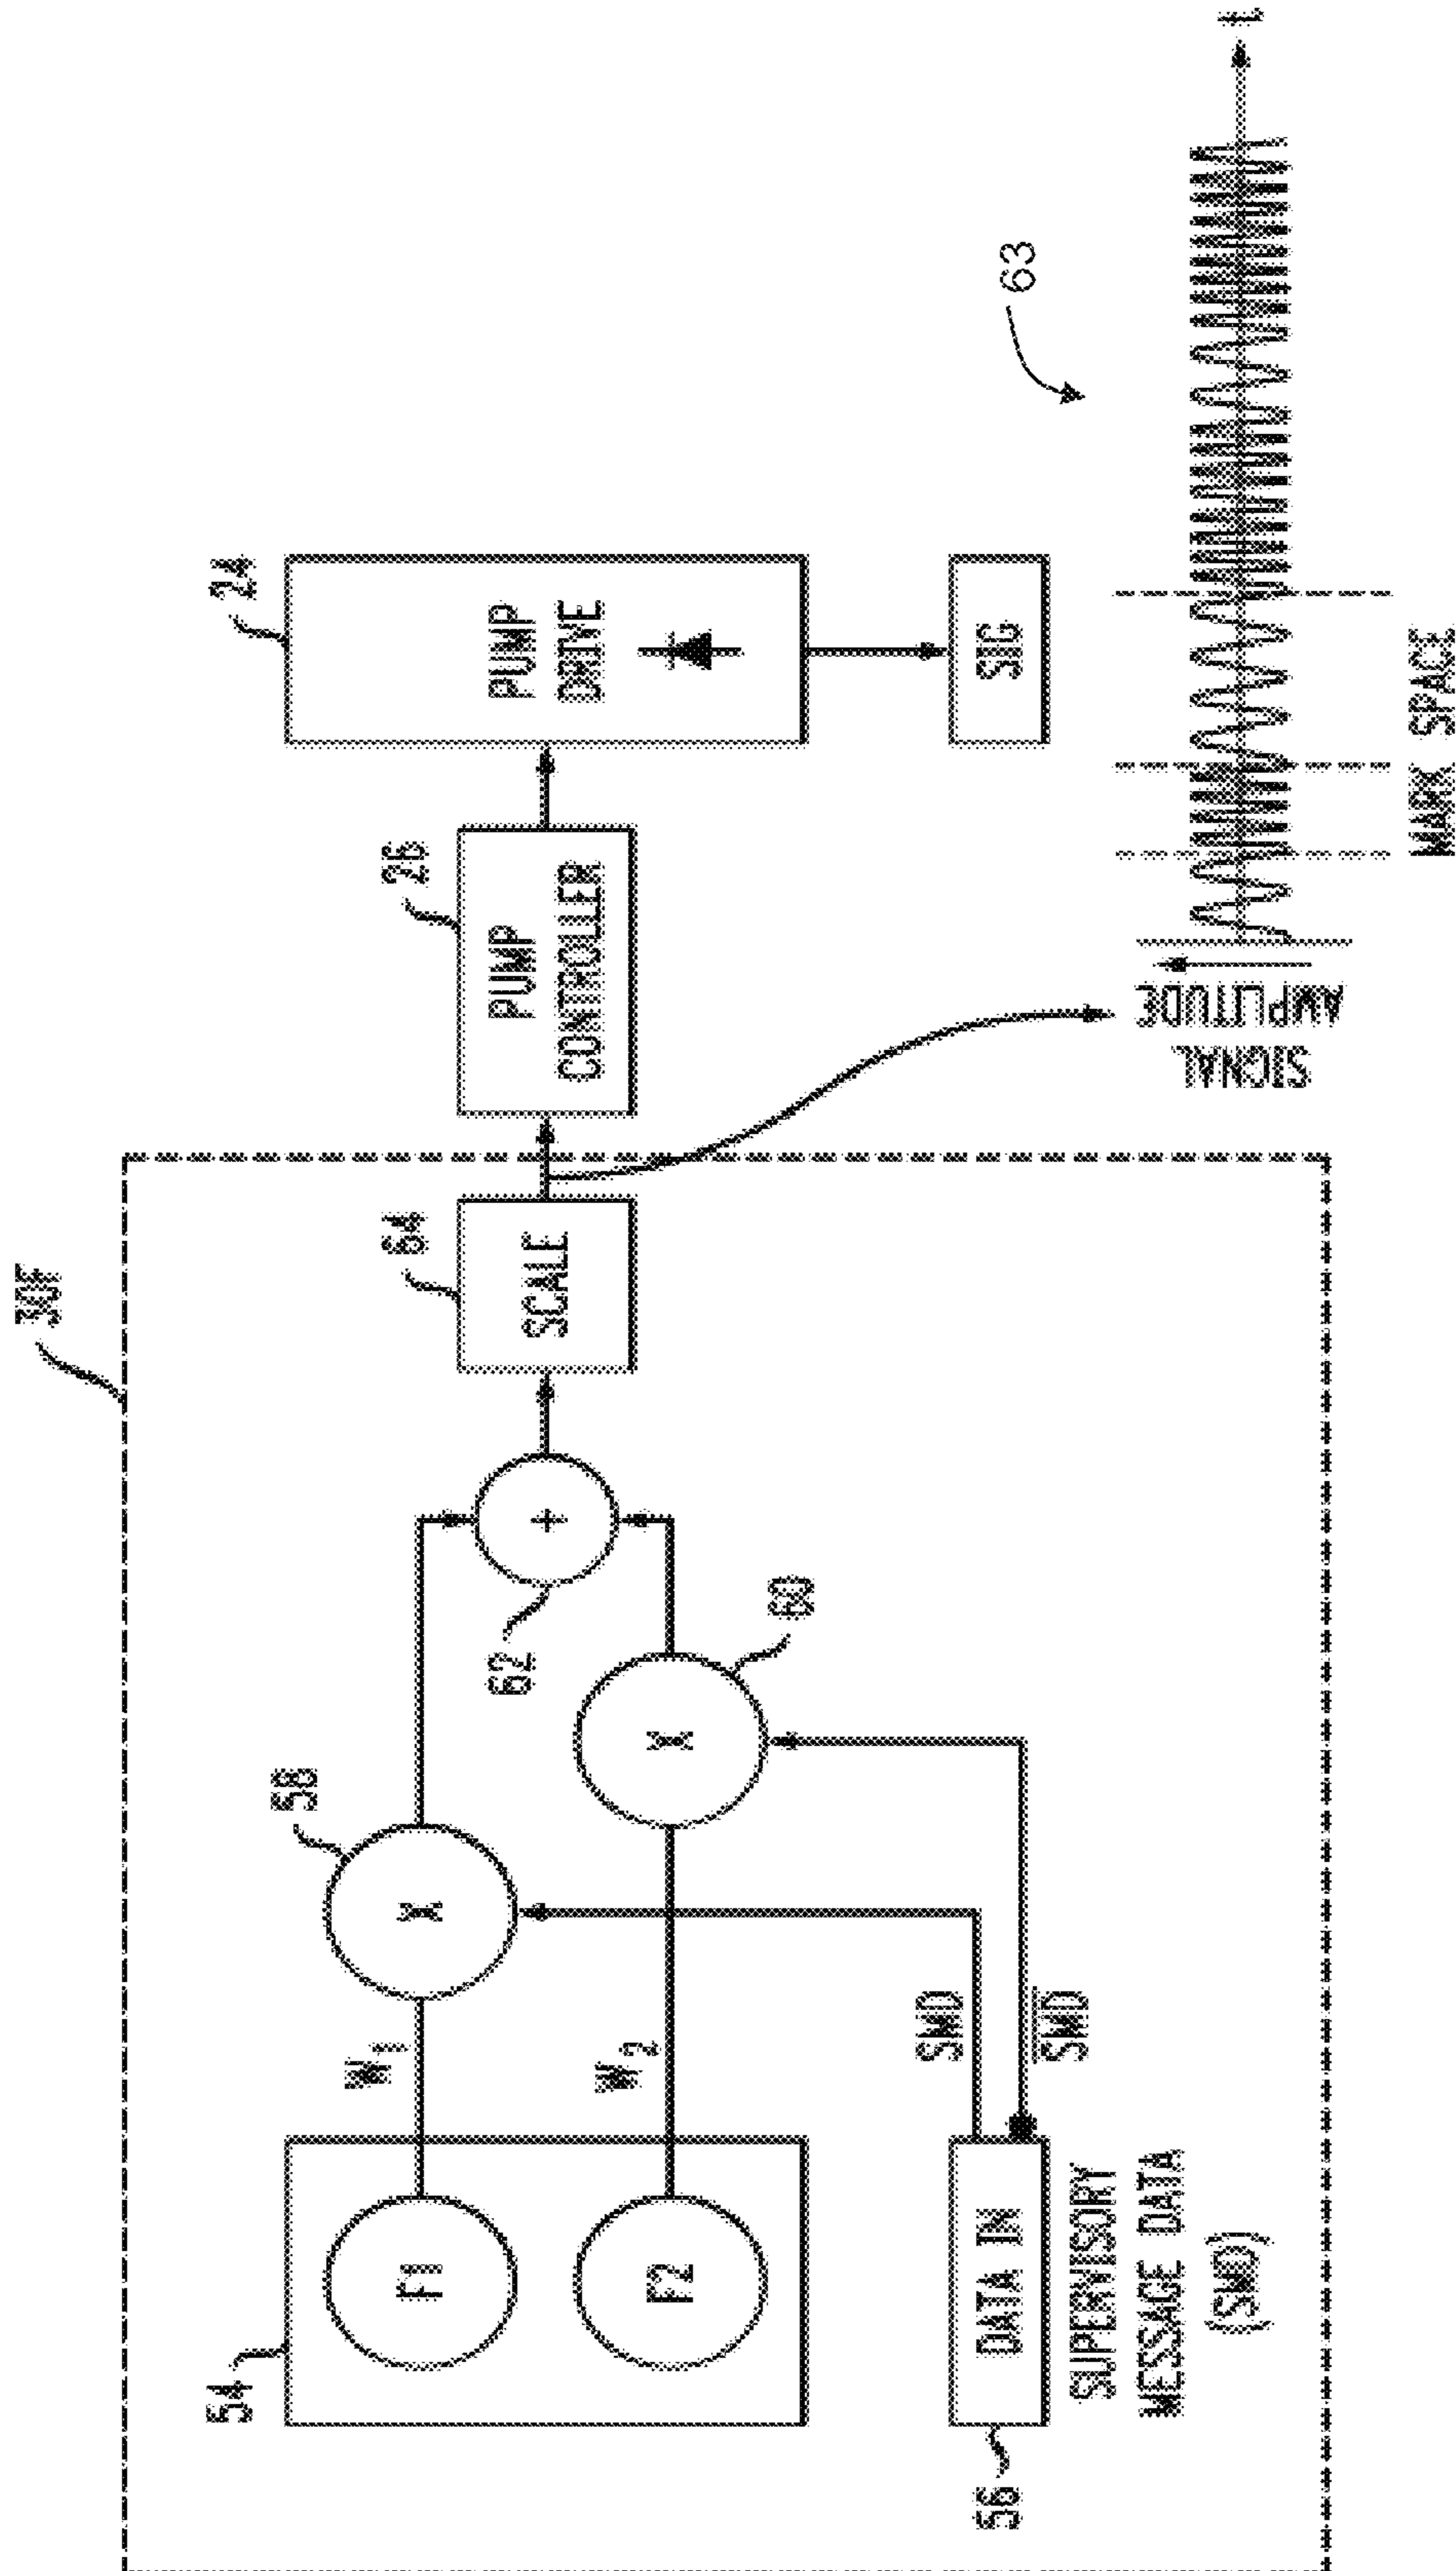 30F
54
F1
F2
W1
W2
58
X
60
X
62
+
64
SCALE
26
PUMP
CONTROLLER
24
PUMP
DRIVE
SIG
56
DATA IN
SUPERVISORY
MESSAGE DATA
(SMD)
SMD
S̅M̅D̅
63
SIGNAL
AMPLITUDE
MARK SPACE
t